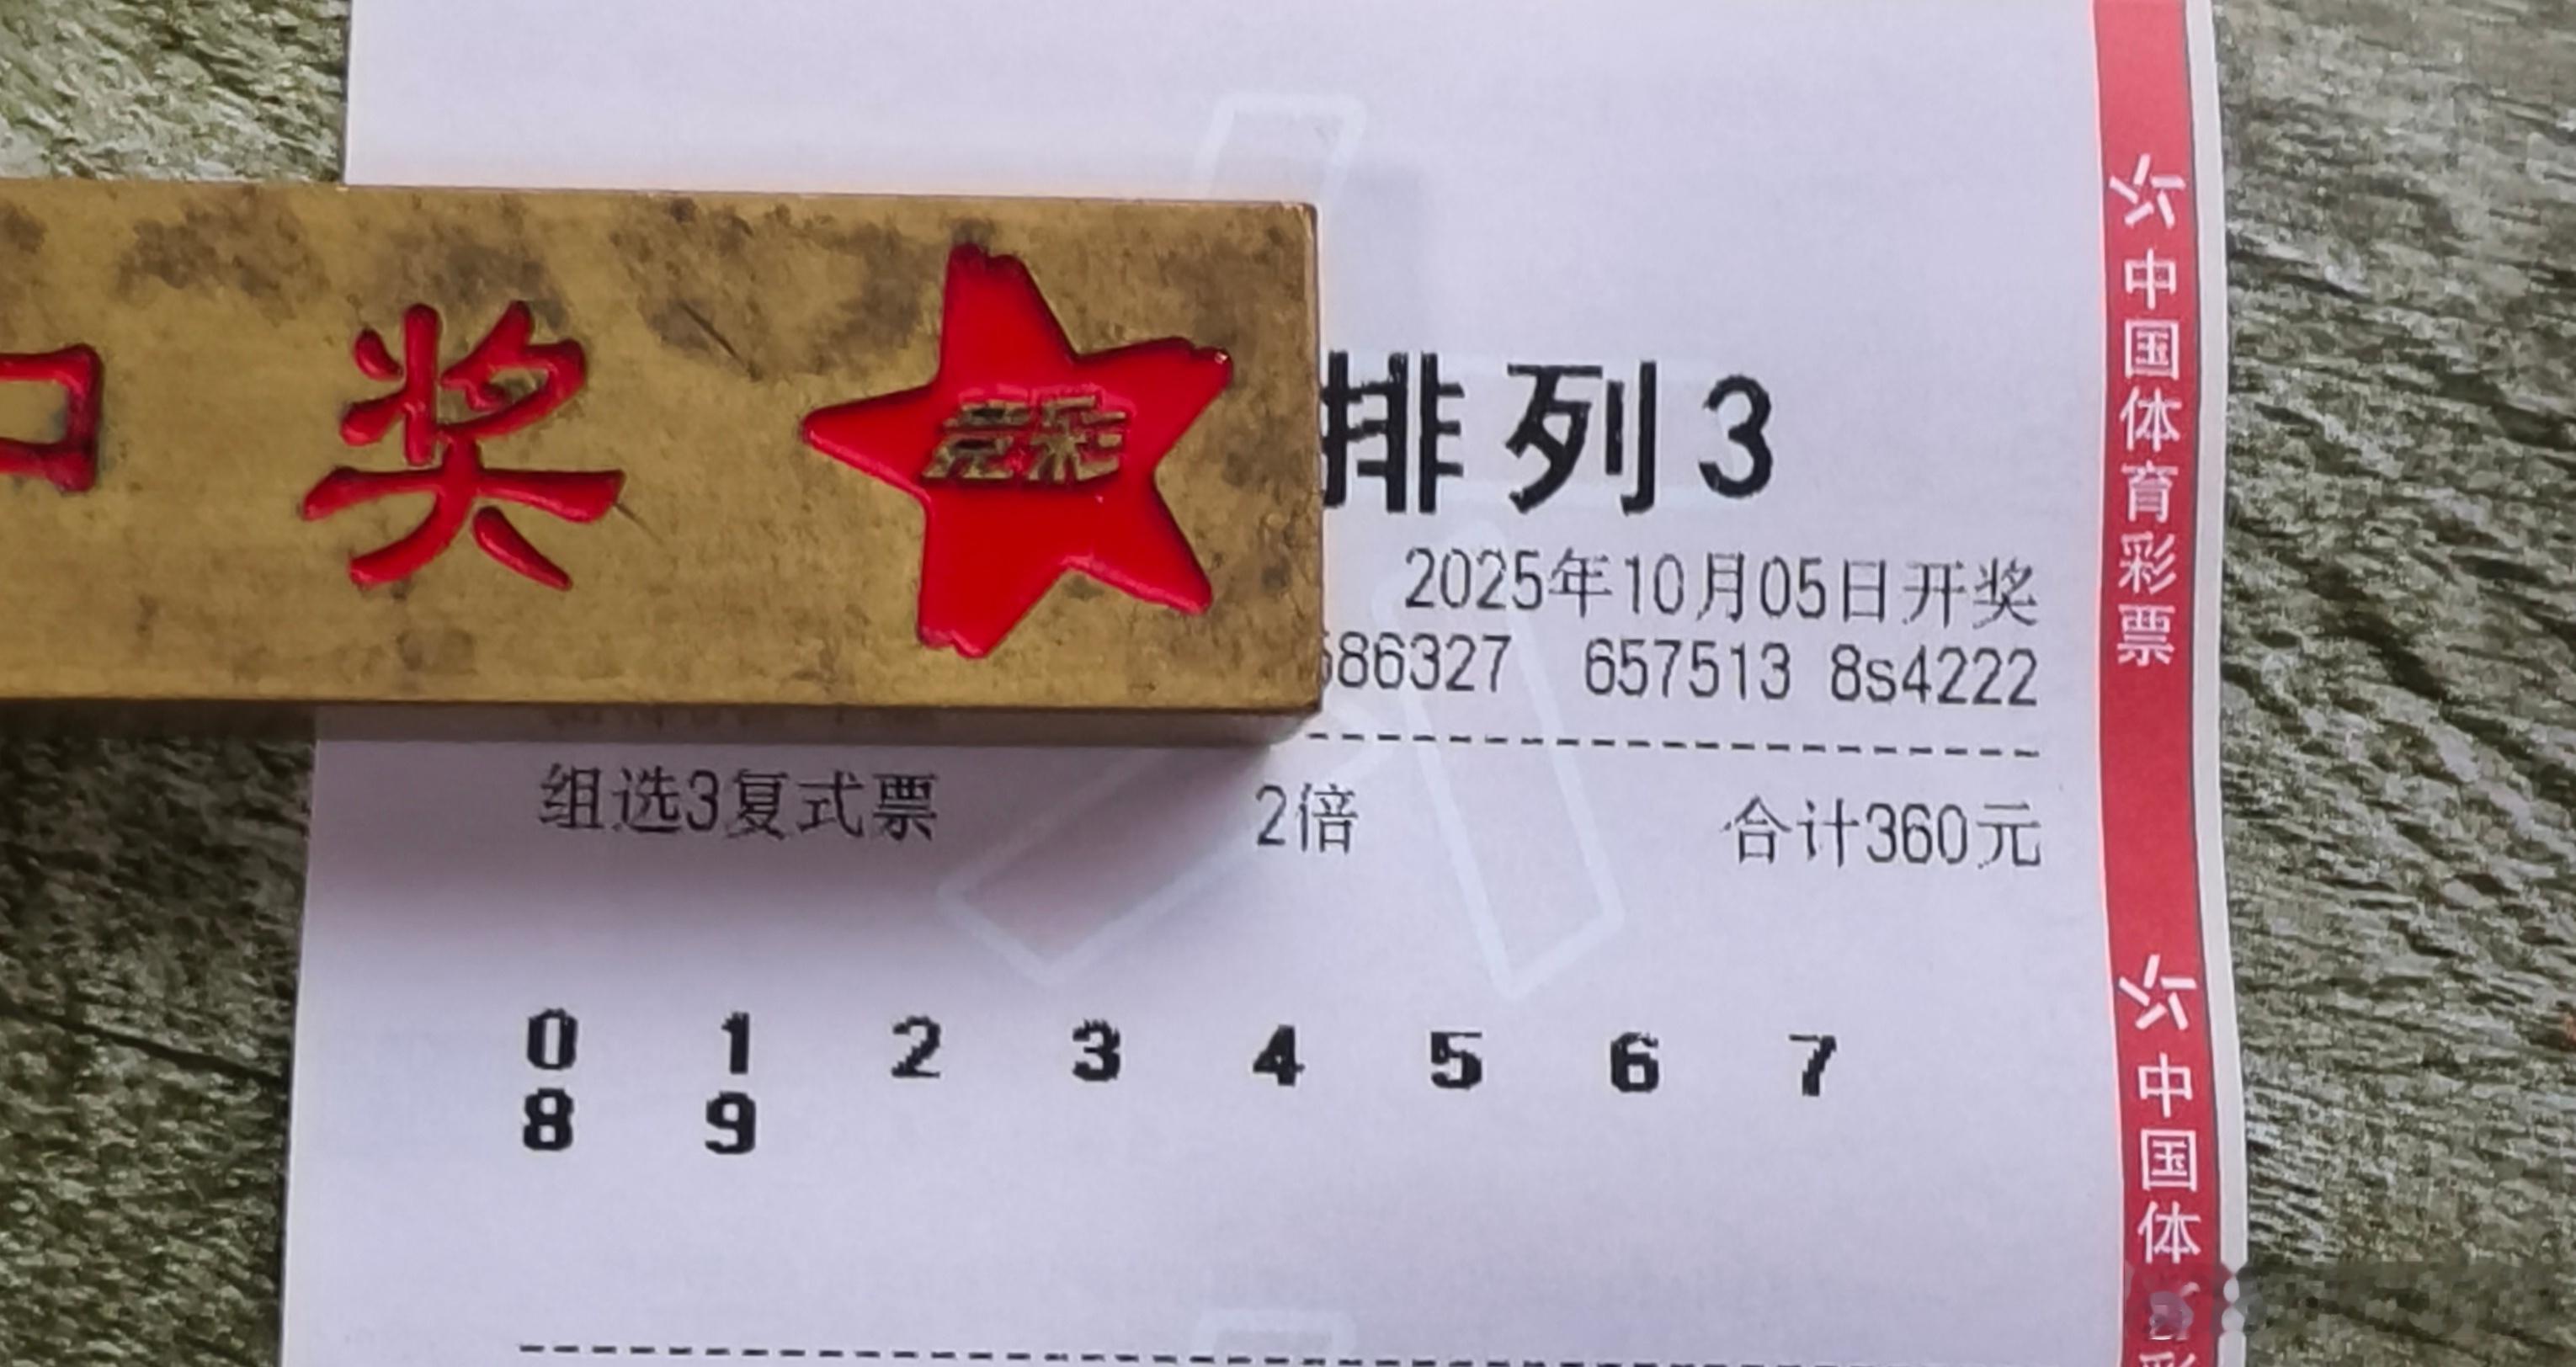 奖
竞彩
排列3
2025年10月05日开奖
686327 657513 8s4222
组选3复式票 2倍 合计360元
0 1 2 3 4 5 6 7
8 9
中国体育彩票
中国体